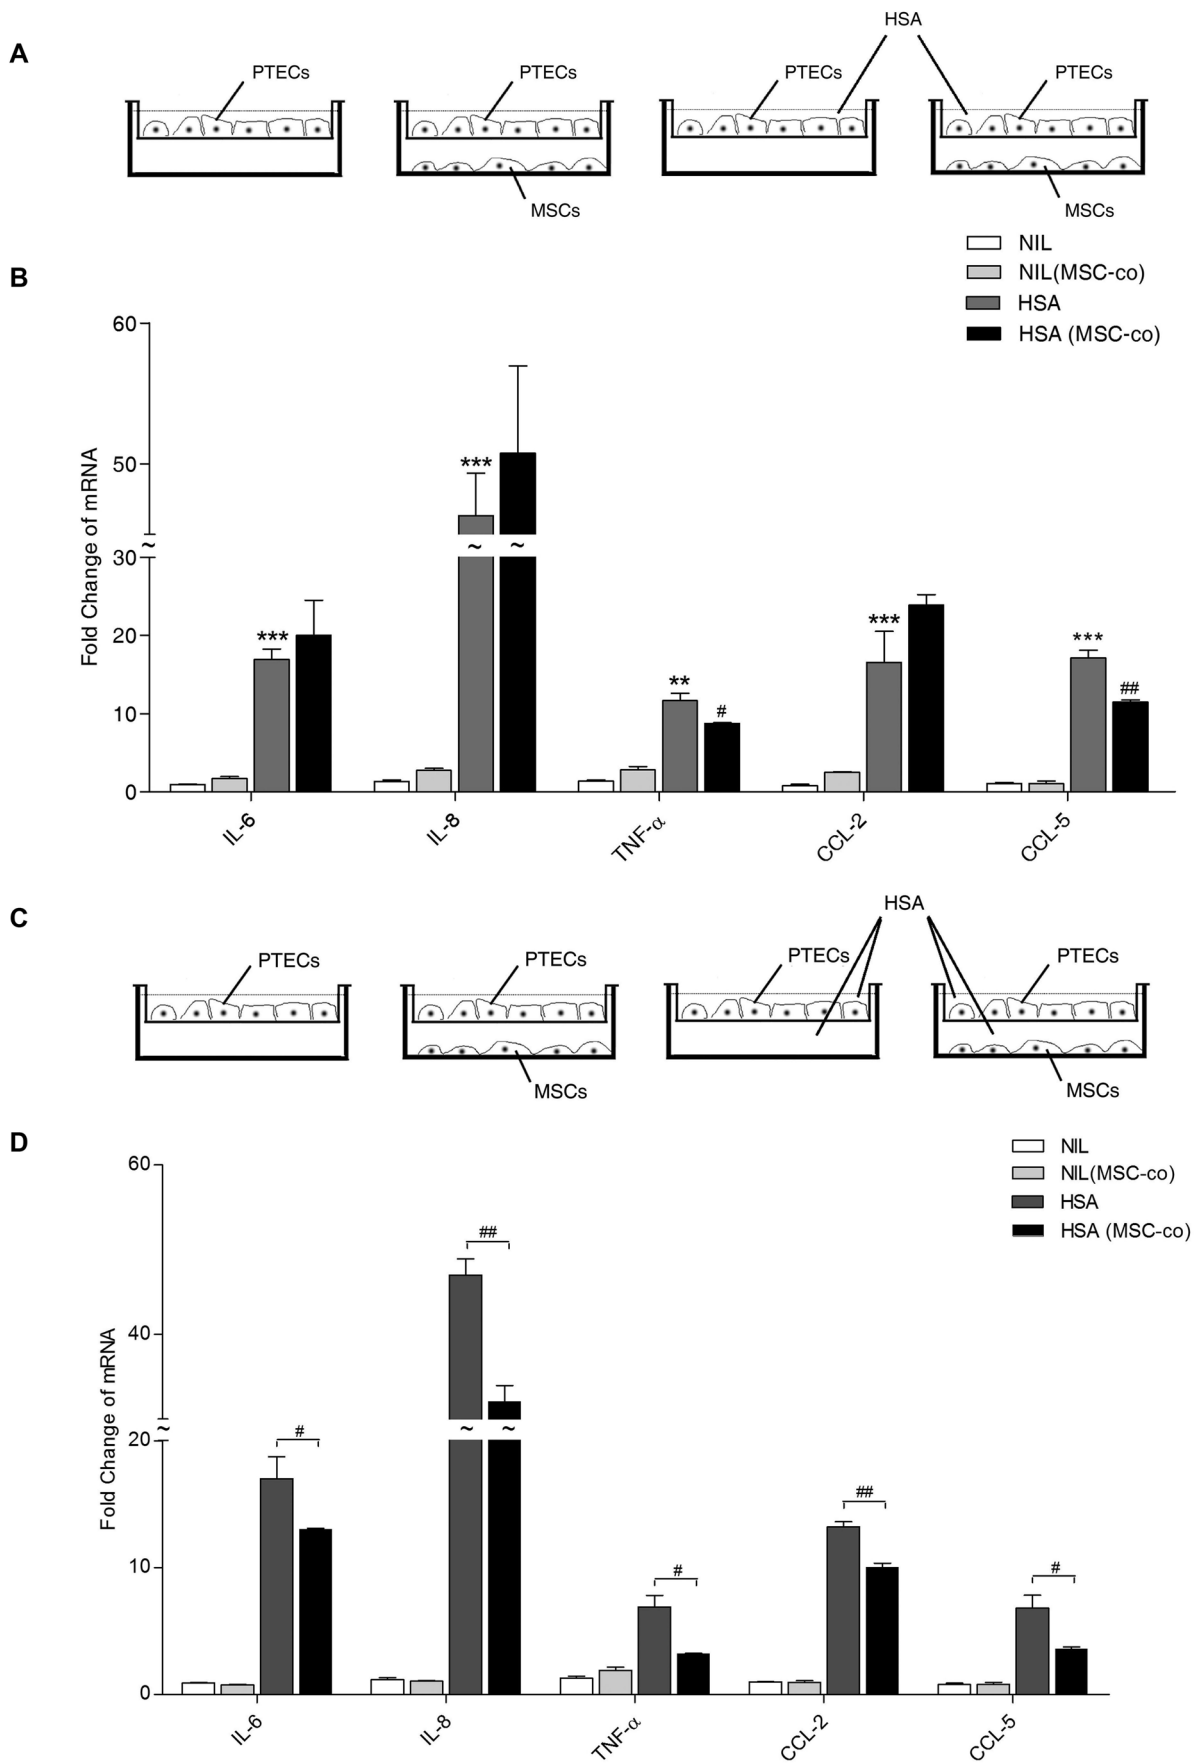 A
HSA
PTECs
PTECs
PTECs
PTECs
MSCs
MSCs
B
NIL
NIL(MSC-co)
HSA
HSA (MSC-co)
Fold Change of mRNA
60
50
~
30
20
10
0
***
***
~ ~
**
#
***
***
##
IL-6
IL-8
TNF-α
CCL-2
CCL-5
C
HSA
PTECs
PTECs
PTECs
PTECs
MSCs
MSCs
D
NIL
NIL(MSC-co)
HSA
HSA (MSC-co)
Fold Change of mRNA
60
40
~
20
10
0
#
##
~ ~
#
##
#
IL-6
IL-8
TNF-α
CCL-2
CCL-5